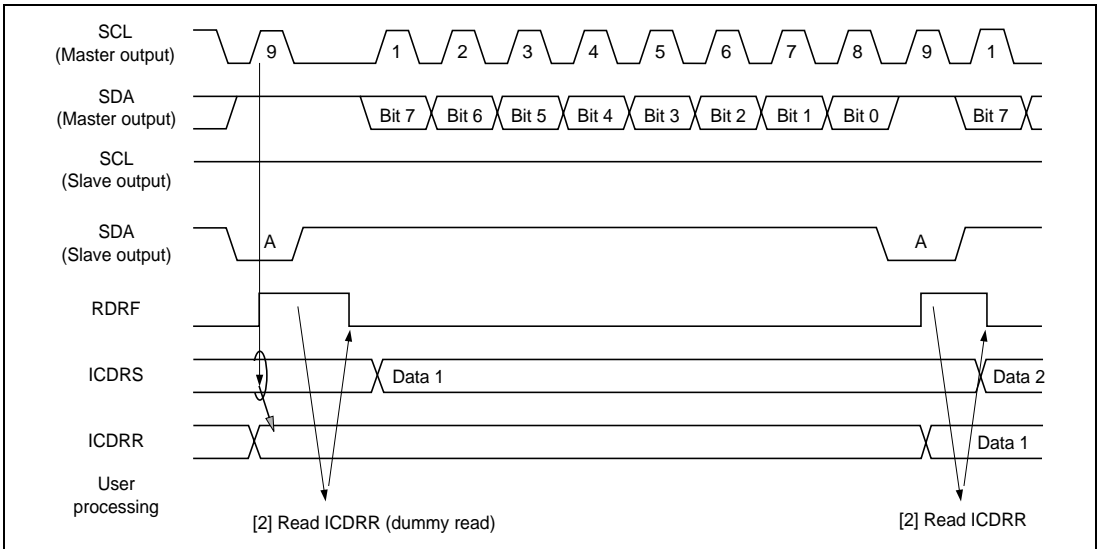 SCL
(Master output)
9 1 2 3 4 5 6 7 8 9 1
SDA
(Master output)
Bit 7 Bit 6 Bit 5 Bit 4 Bit 3 Bit 2 Bit 1 Bit 0 Bit 7
SCL
(Slave output)
SDA
(Slave output)
A A
RDRF
ICDRS
Data 1 Data 2
ICDRR
Data 1
User
processing
[2] Read ICDRR (dummy read) [2] Read ICDRR